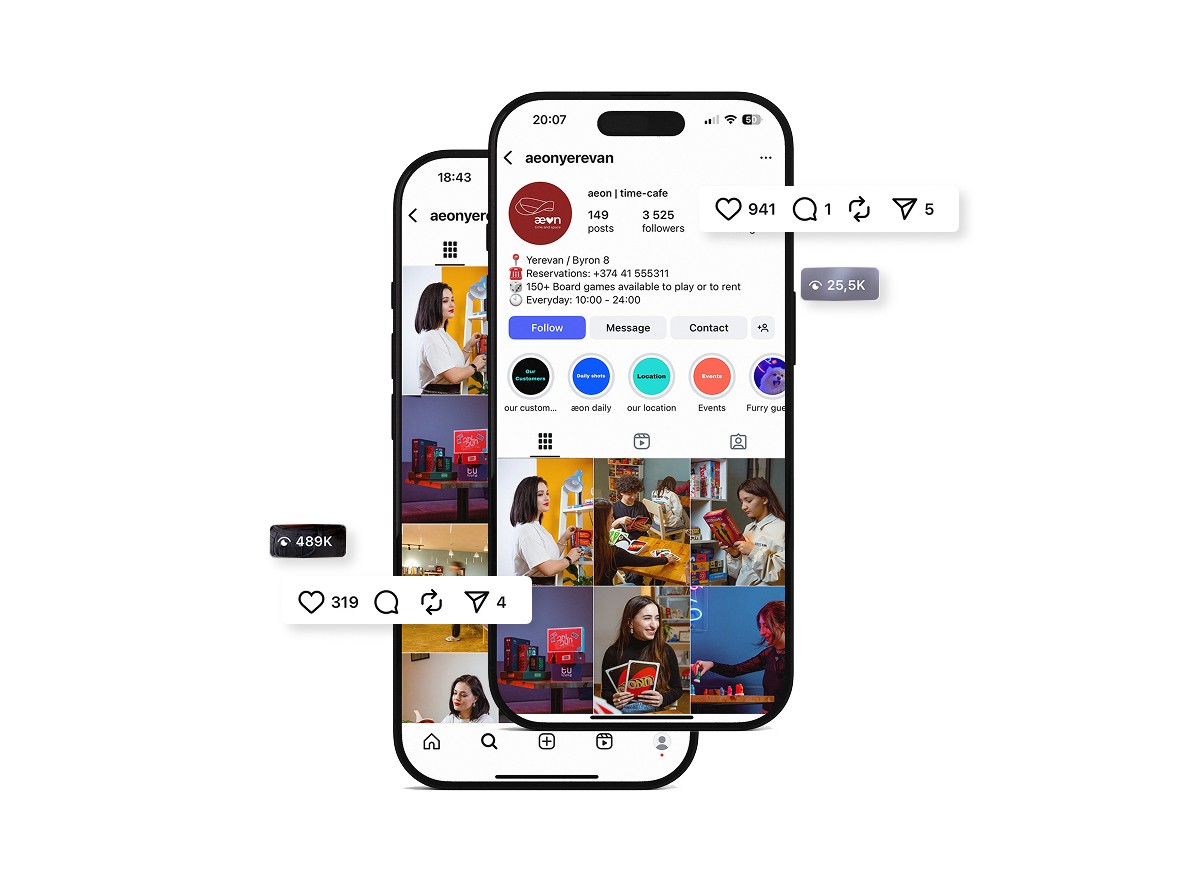 20:07
50
aeonyerevan
aeon | time-cafe
æ♥n
time and space
149
3 525
posts
followers
📍 Yerevan / Byron 8
☎️ Reservations: +374 41 555311
🎲 150+ Board games available to play or to rent
🕙 Everyday: 10:00 - 24:00
Follow
Message
Contact
Our
Customers
Daily shots
Location
Events
our custom...
æon daily
our location
Events
Furry gue
941
1
5
25,5K
18:43
aeonyer
489K
319
4